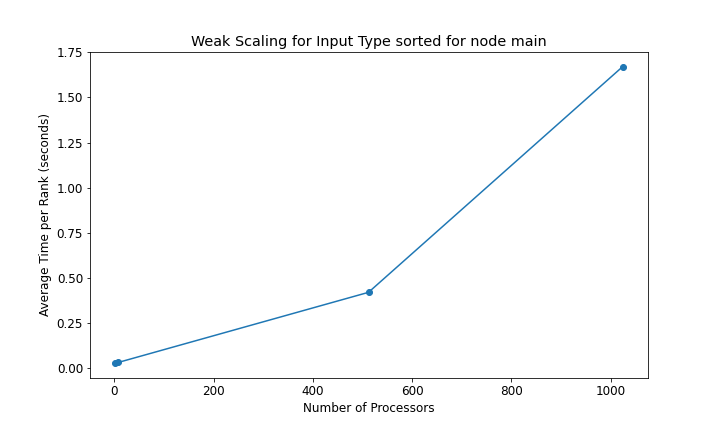 Weak Scaling for Input Type sorted for node main
1.75
1.50
1.25
1.00
0.75
0.50
0.25
0.00
Average Time per Rank (seconds)
0 200 400 600 800 1000
Number of Processors